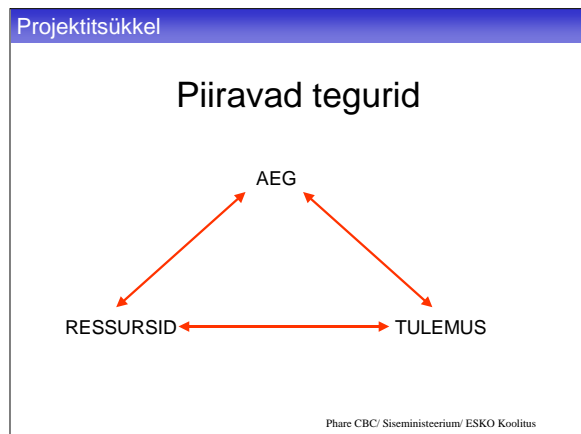 Projektitsükkel
Piiravad tegurid
AEG
RESSURSID TULEMUS
Phare CBC/ Siseministeerium/ ESKO Koolitus